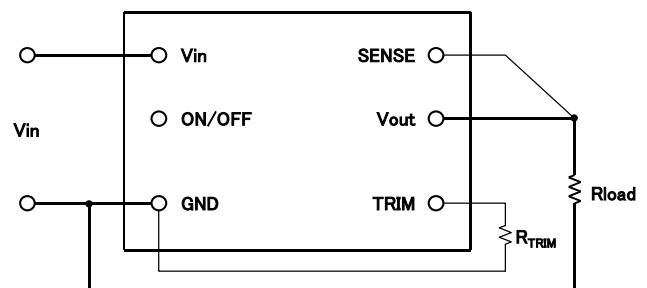 Vin SENSE
ON/OFF Vout
Vin
GND TRIM
Rload
RTRIM